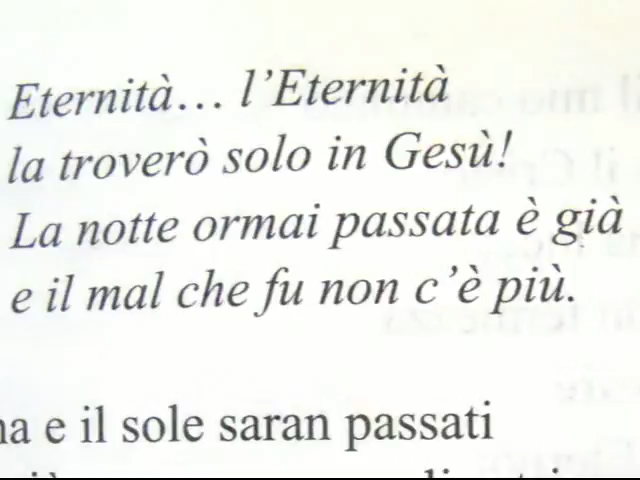 Eternità... l'Eternità
la troverò solo in Gesù!
La notte ormai passata è già
e il mal che fu non c'è più.
e il sole saran passati